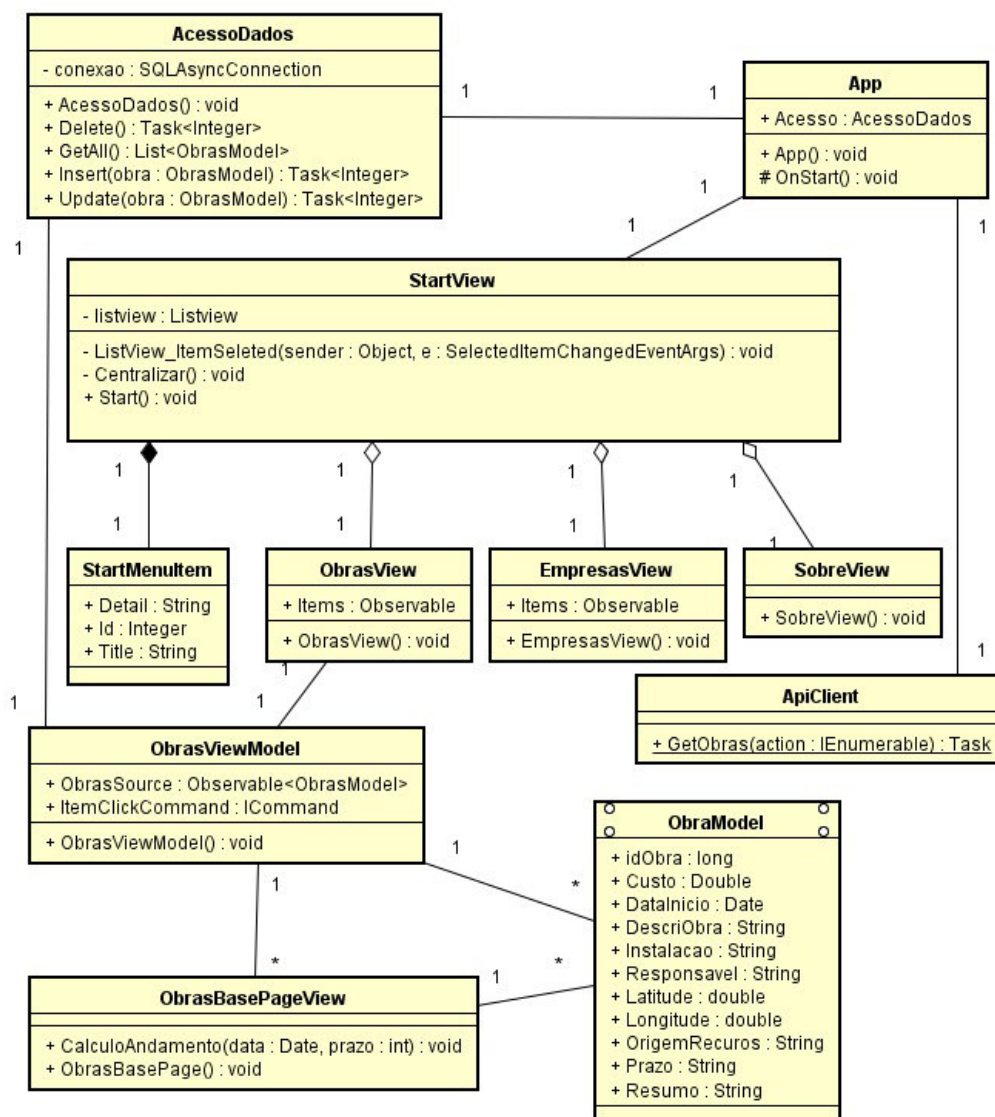 AcessoDados
- conexao : SQLAsyncConnection
+ AcessoDados() : void
+ Delete() : Task<Integer>
+ GetAll() : List<ObrasModel>
+ Insert(obra : ObrasModel) : Task<Integer>
+ Update(obra : ObrasModel) : Task<Integer>
1
1
App
+ Acesso : AcessoDados
+ App() : void
# OnStart() : void
1
1
1
1
StartView
- listview : Listview
- ListView_ItemSeleted(sender : Object, e : SelectedItemChangedEventArgs) : void
- Centralizar() : void
+ Start() : void
1
1
1
1
1
1
1
1
StartMenuItem
+ Detail : String
+ Id : Integer
+ Title : String
ObrasView
+ Items : Observable
+ ObrasView() : void
EmpresasView
+ Items : Observable
+ EmpresasView() : void
SobreView
+ SobreView() : void
1
1
1
1
ApiClient
+ GetObras(action : IEnumerable) : Task
ObrasViewModel
+ ObrasSource : Observable<ObrasModel>
+ ItemClickCommand : ICommand
+ ObrasViewModel() : void
1
*
1
*
ObraModel
+ idObra : long
+ Custo : Double
+ DataInicio : Date
+ DescriObra : String
+ Instalacao : String
+ Responsavel : String
+ Latitude : double
+ Longitude : double
+ OrigemRecuros : String
+ Prazo : String
+ Resumo : String
1
*
ObrasBasePageView
+ CalculoAndamento(data : Date, prazo : int) : void
+ ObrasBasePage() : void